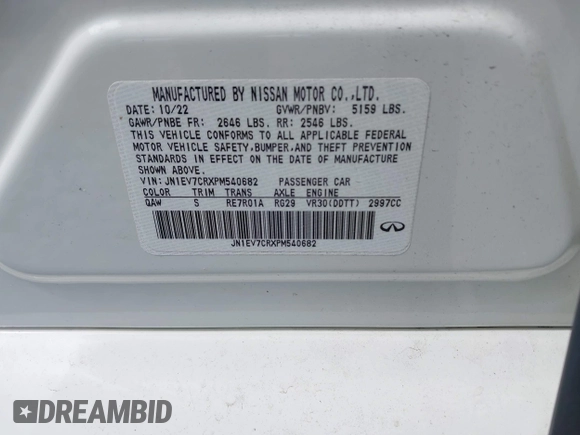 MANUFACTURED BY NISSAN MOTOR CO.,LTD.
DATE: 10/22 GVWR/PNBV: 5159 LBS.
GAWR/PNBE FR: 2646 LBS. RR: 2546 LBS.
THIS VEHICLE CONFORMS TO ALL APPLICABLE FEDERAL
MOTOR VEHICLE SAFETY,BUMPER,AND THEFT PREVENTION
STANDARDS IN EFFECT ON THE DATE OF MANUFACTURE
SHOWN ABOVE.
VIN: JN1EV7CRXPM540682 PASSENGER CAR
COLOR TRIM TRANS AXLE ENGINE
QAW S RE7R01A RG29 VR30(DDTT) 2997CC
JN1EV7CRXPM540682
DREAMBID